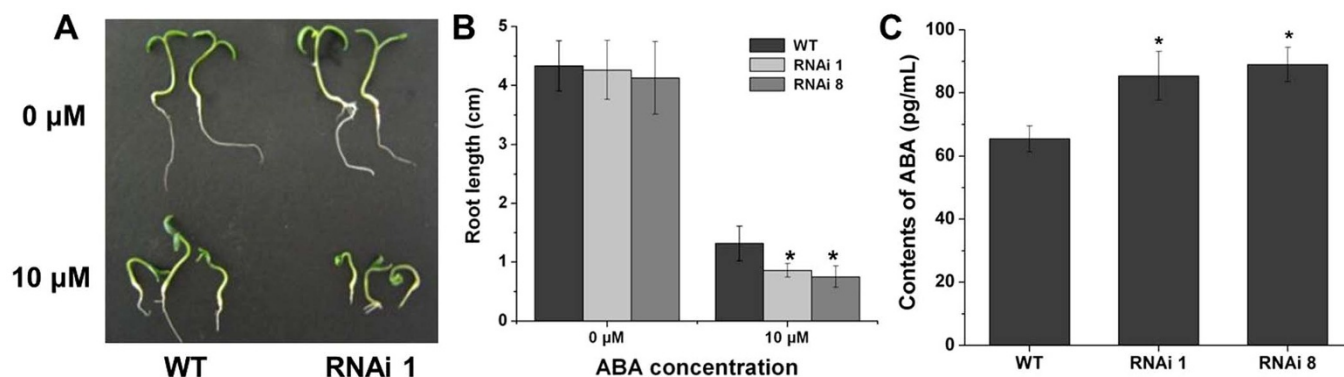 A
0 μM
10 μM
WT RNAi 1
B
Root length (cm)
5
4
3
2
1
0
WT
RNAi 1
RNAi 8
* *
0 μM 10 μM
ABA concentration
C
Contents of ABA (pg/mL)
100
80
60
40
20
0
* *
WT RNAi 1 RNAi 8